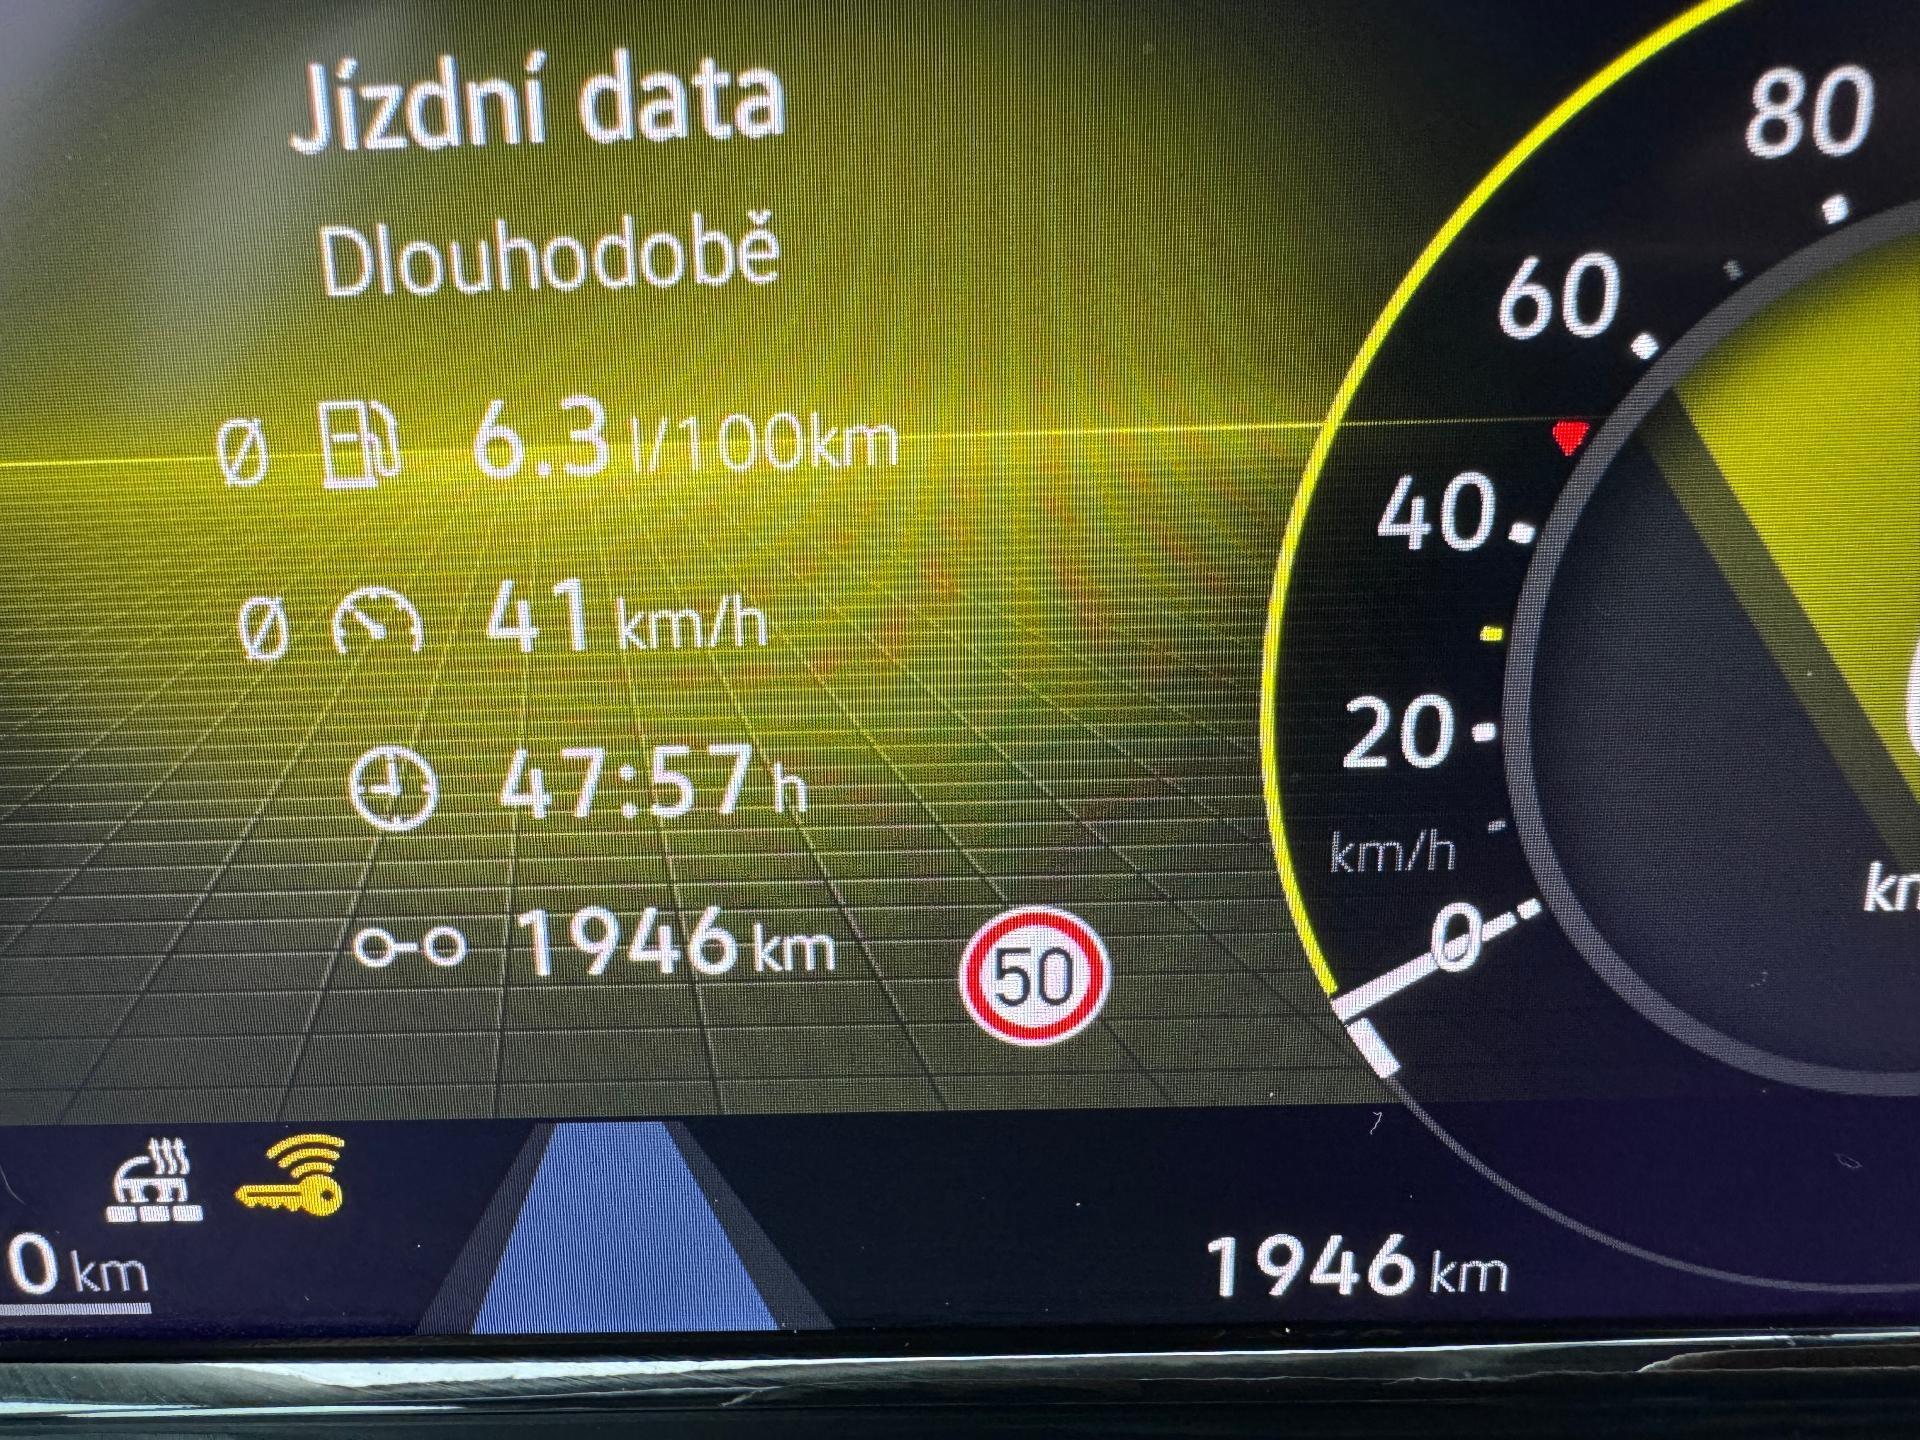 Jízdní data
Dlouhodobě
Ø 6.3 l/100km
Ø 41 km/h
47:57 h
1946 km
50
80
60
40
20
km/h
0
0 km
1946 km